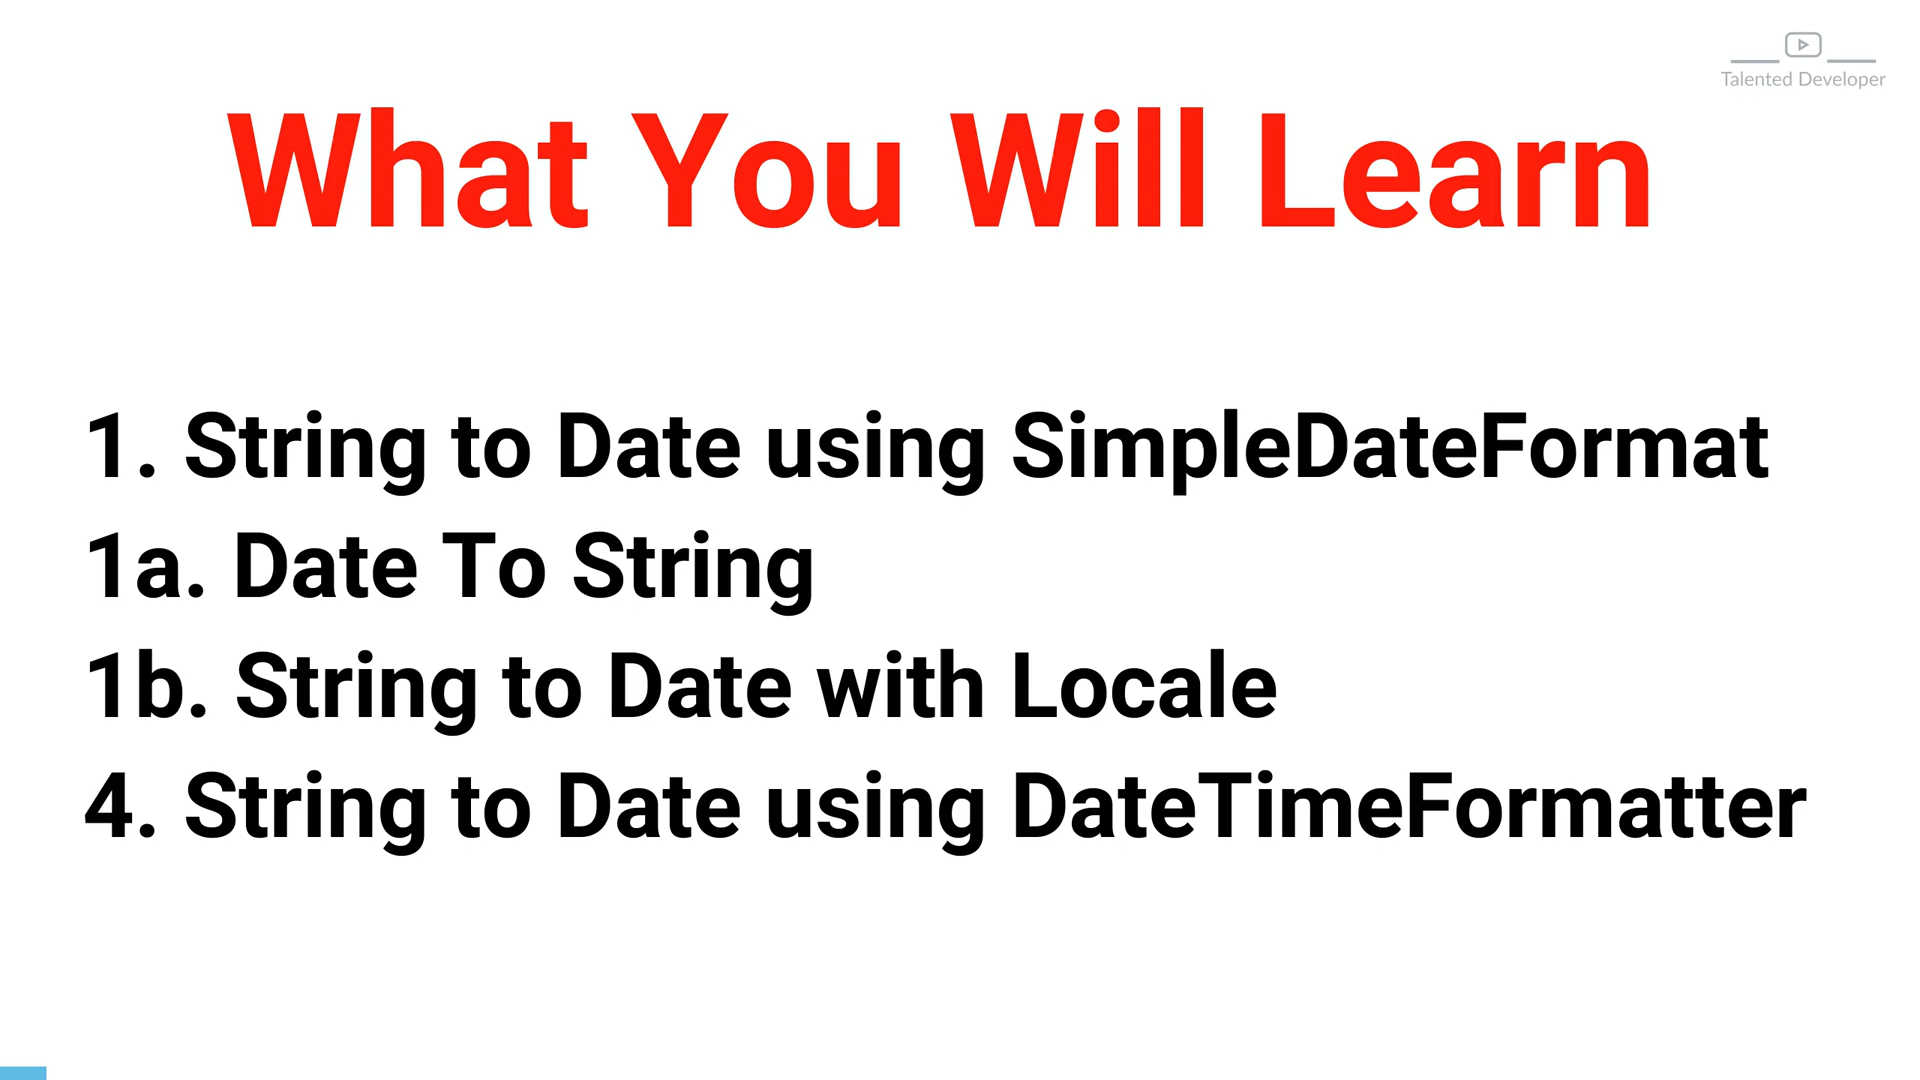 Talented Developer
What You Will Learn
1. String to Date using SimpleDateFormat
1a. Date To String
1b. String to Date with Locale
4. String to Date using DateTimeFormatter